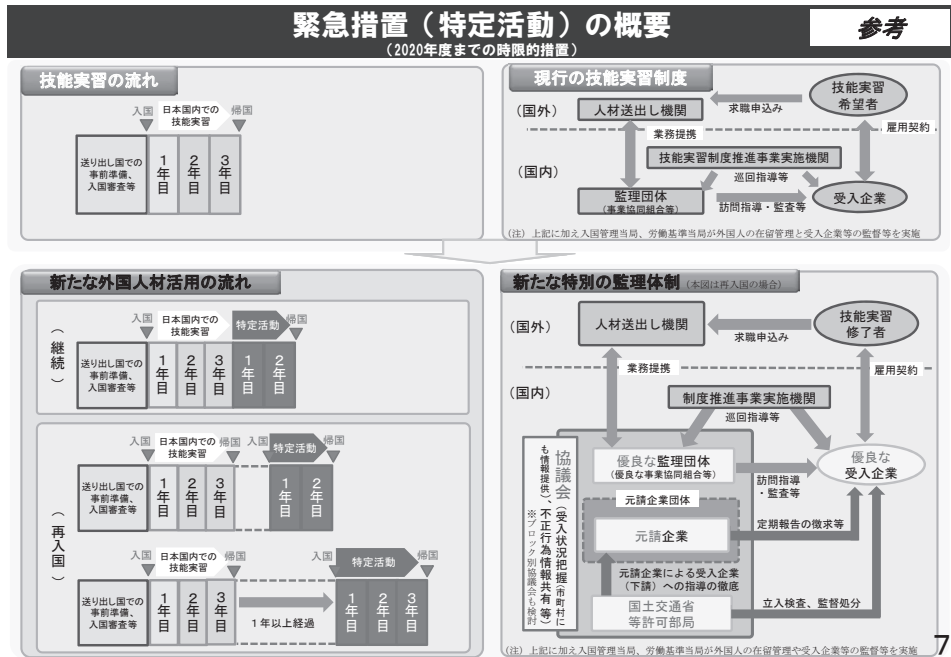 緊急措置（特定活動）の概要
（2020年度までの時限的措置）
参考
技能実習の流れ
入国
日本国内での
技能実習
帰国
送り出し国での
事前準備、
入国審査等
1年目
2年目
3年目
現行の技能実習制度
（国外）
人材送出し機関
求職申込み
技能実習
希望者
業務提携
雇用契約
（国内）
技能実習制度推進事業実施機関
巡回指導等
監理団体
（事業協同組合等）
訪問指導・監査等
受入企業
（注）上記に加え入国管理当局、労働基準当局が外国人の在留管理と受入企業等の監督等を実施
新たな外国人材活用の流れ
（継続）
入国
日本国内での
技能実習
特定活動
帰国
送り出し国での
事前準備、
入国審査等
1年目
2年目
3年目
1年目
2年目
（再入国）
入国
日本国内での
技能実習
帰国
入国
特定活動
帰国
送り出し国での
事前準備、
入国審査等
1年目
2年目
3年目
1年目
2年目
入国
日本国内での
技能実習
帰国
入国
特定活動
帰国
送り出し国での
事前準備、
入国審査等
1年目
2年目
3年目
1年以上経過
1年目
2年目
3年目
新たな特別の監理体制（本図は再入国の場合）
（国外）
人材送出し機関
求職申込み
技能実習
修了者
業務提携
雇用契約
（国内）
制度推進事業実施機関
巡回指導等
協議会（受入状況把握（市町村に
も情報提供）、不正行為情報共有等）
※ブロック別協議会も検討
優良な監理団体
（優良な事業協同組合等）
訪問指導
・監査等
優良な
受入企業
元請企業団体
元請企業
定期報告の徴求等
元請企業による受入企業
（下請）への指導の徹底
国土交通省
等許可部局
立入検査、監督処分
（注）上記に加え入国管理当局、労働基準当局が外国人の在留管理や受入企業等の監督等を実施
7